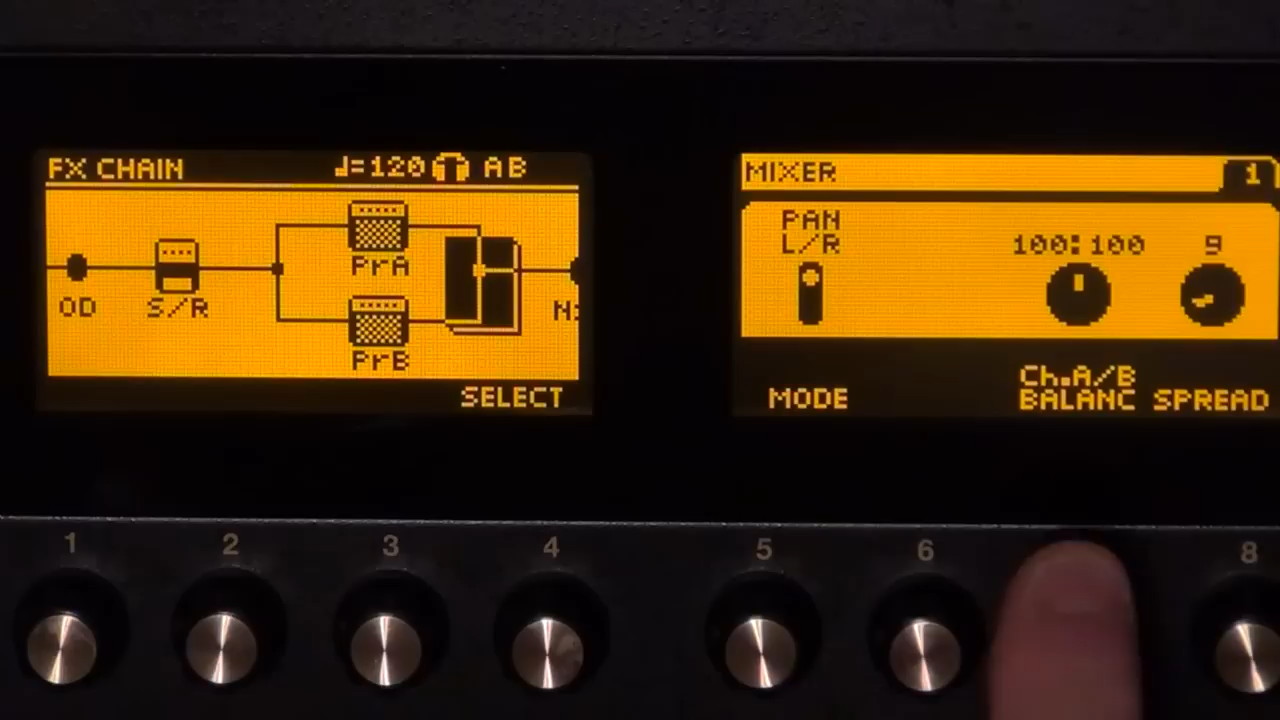 FX CHAIN ♩=120 AB
PrA
OD S/R
PrB
SELECT
MIXER 1
PAN
L/R 100:100 9
MODE Ch.A/B
BALANC SPREAD
1 2 3 4 5 6 8